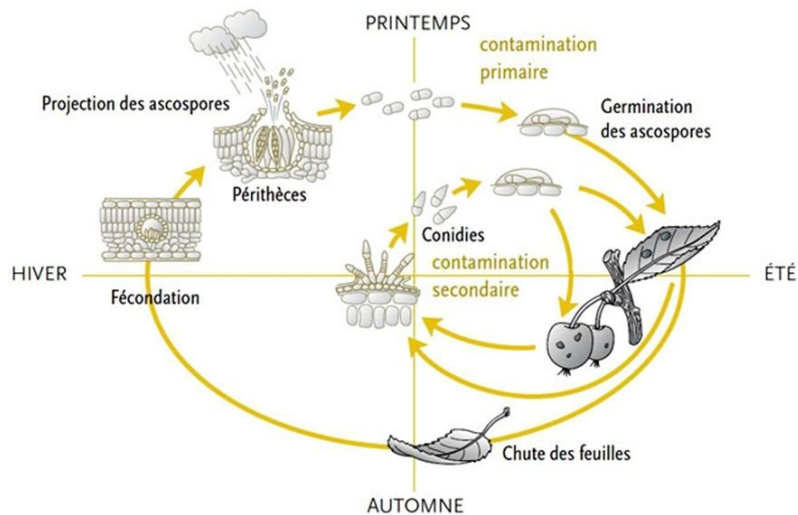 PRINTEMPS
contamination
primaire
Projection des ascospores
Germination
des ascospores
Périthèces
Conidies
HIVER
contamination
secondaire
ÉTÉ
Fécondation
Chute des feuilles
AUTOMNE